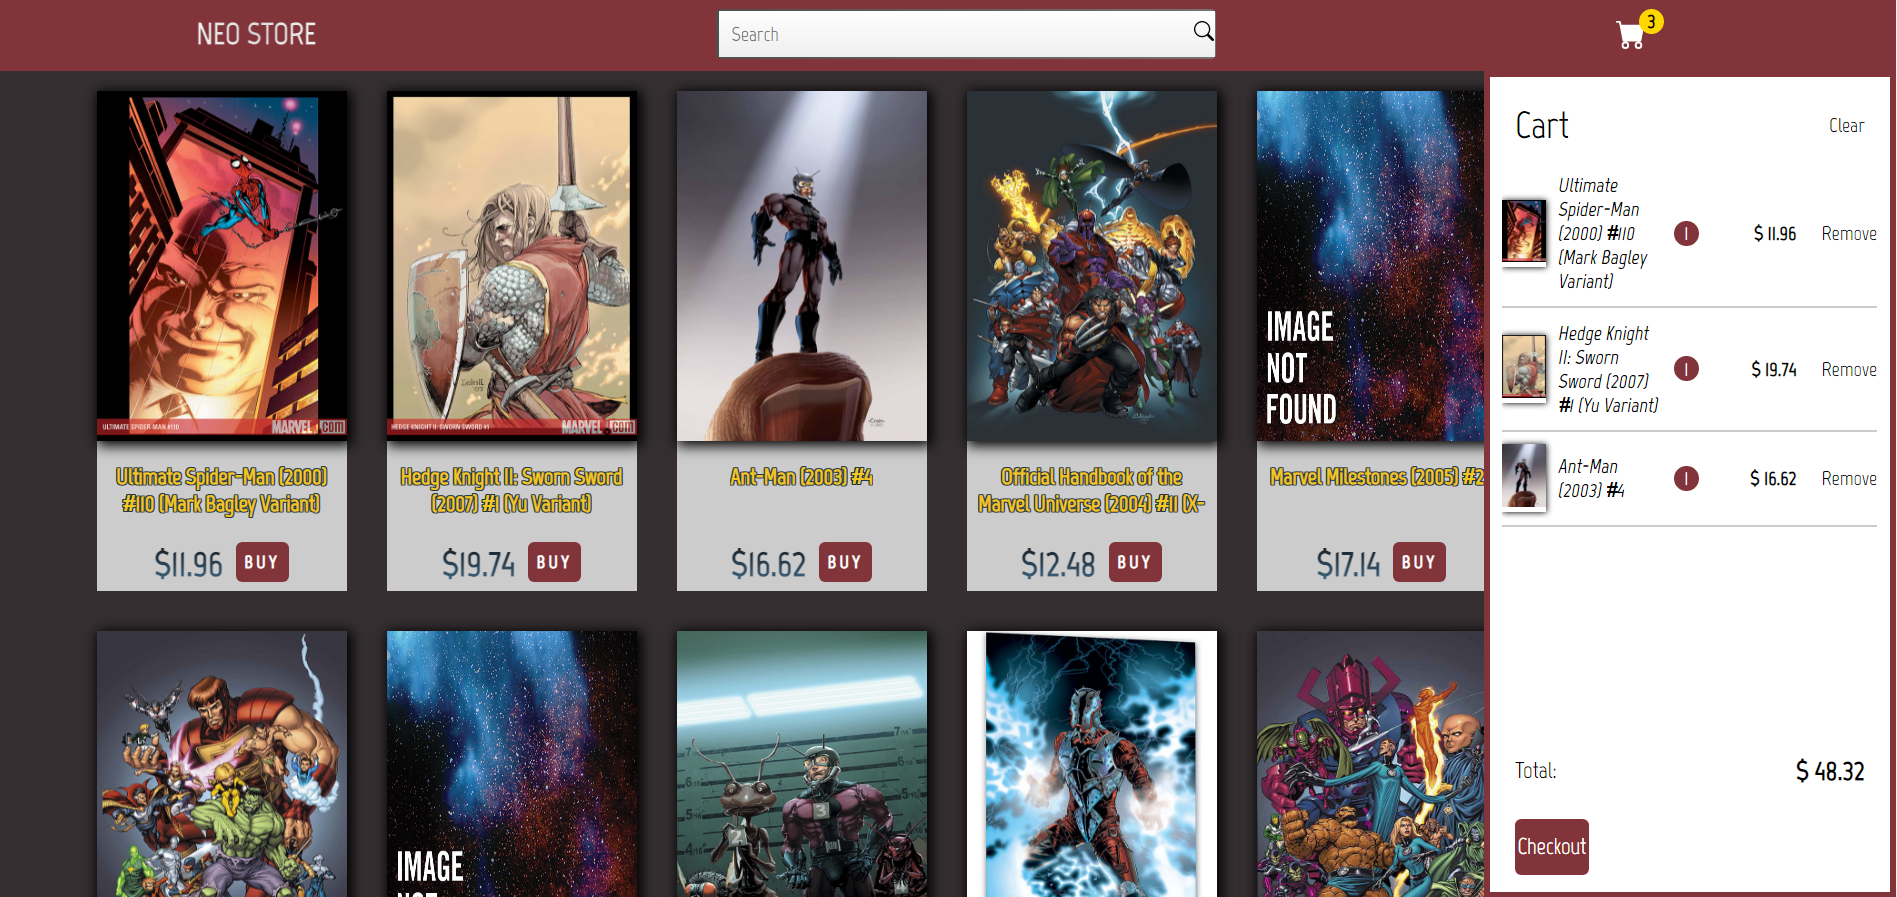 NEO STORE
Search
3
ULTIMATE SPIDER-MAN #110
MARVEL.com
HEDGE KNIGHT II: SWORN SWORD #1
MARVEL.com
IMAGE
NOT
FOUND
Ultimate Spider-Man (2000)
#110 (Mark Bagley Variant)
$11.96 BUY
Hedge Knight II: Sworn Sword
(2007) #1 (Yu Variant)
$19.74 BUY
Ant-Man (2003) #4
$16.62 BUY
Official Handbook of the
Marvel Universe (2004) #11 (X-
$12.48 BUY
Marvel Milestones (2005) #2
$17.14 BUY
IMAGE
2
3
Cart
Clear
Ultimate
Spider-Man
(2000) #110
(Mark Bagley
Variant)
1
$ 11.96
Remove
Hedge Knight
II: Sworn
Sword (2007)
#1 (Yu Variant)
1
$ 19.74
Remove
Ant-Man
(2003) #4
1
$ 16.62
Remove
Total:
$ 48.32
Checkout